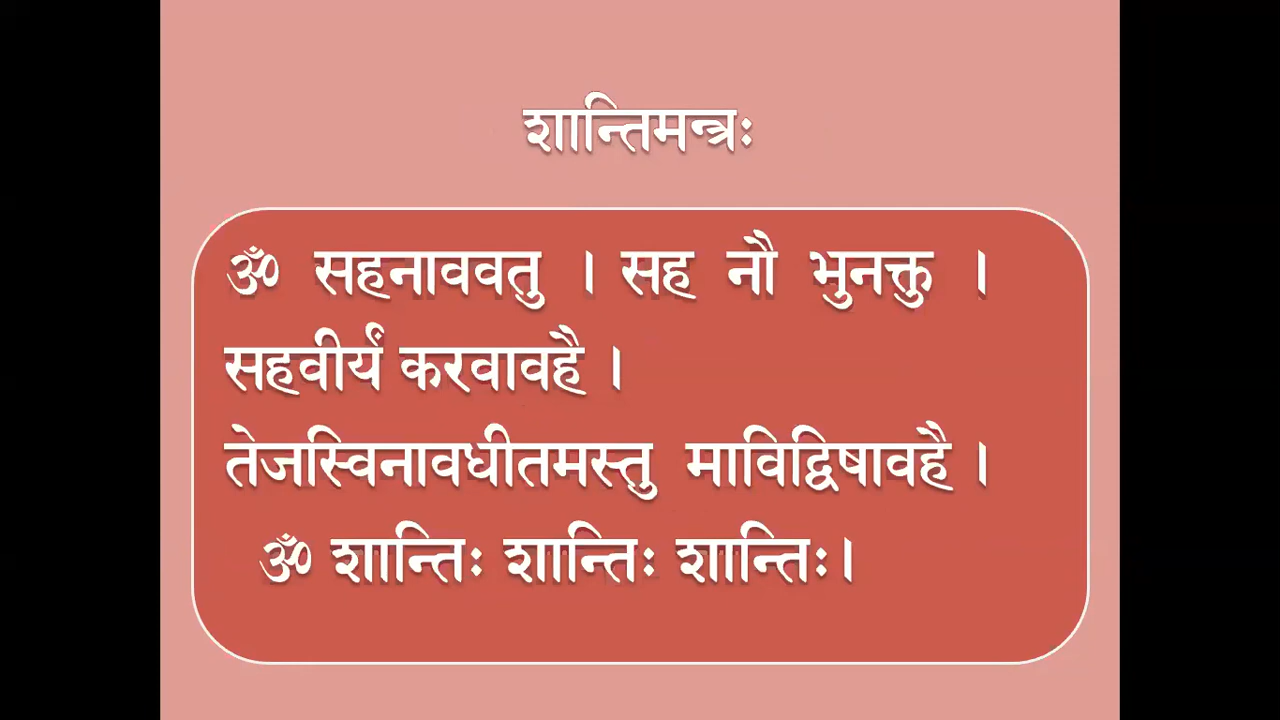 शान्तिमन्त्रः
ॐ सहनाववतु । सह नौ भुनक्तु ।
सहवीर्यं करवावहै ।
तेजस्विनावधीतमस्तु माविद्विषावहै ।
ॐ शान्तिः शान्तिः शान्तिः।